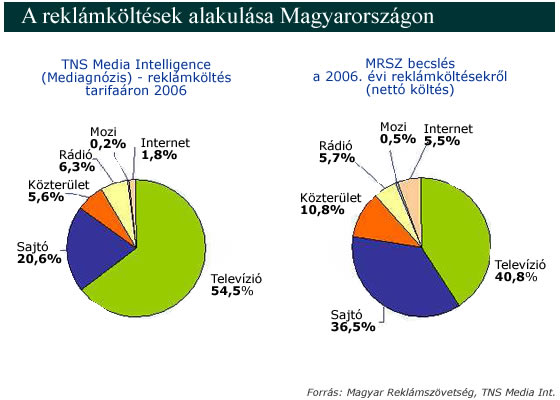 A reklámköltések alakulása Magyarországon
TNS Media Intelligence
(Mediagnózis) - reklámköltés
tarifaáron 2006
Mozi
0,2%
Internet
1,8%
Rádió
6,3%
Közterület
5,6%
Sajtó
20,6%
Televízió
54,5%
MRSZ becslés
a 2006. évi reklámköltésekről
(nettó költés)
Mozi
0,5%
Internet
5,5%
Rádió
5,7%
Közterület
10,8%
Televízió
40,8%
Sajtó
36,5%
Forrás: Magyar Reklámszövetség, TNS Media Int.